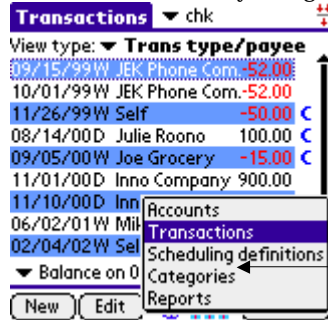 Transactions chk
View type: Trans type/payee
09/15/99 W JEK Phone Com. -52.00
10/01/99 W JEK Phone Com. -52.00
11/26/99 W Self -50.00 C
08/14/00 D Julie Roono 100.00 C
09/05/00 W Joe Grocery -15.00 C
11/01/00 D Inno Company 900.00
11/10/00 D Inn
06/02/01 W Mil
02/04/02 W Sel
Balance on 0
New Edit
Accounts
Transactions
Scheduling definitions
Categories
Reports